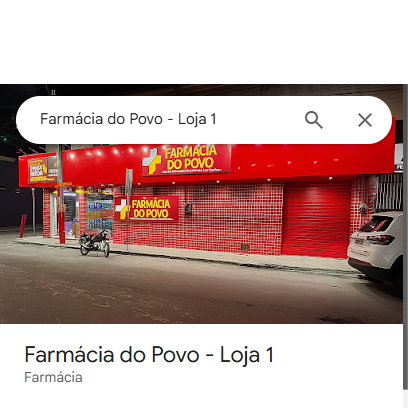 Farmácia do Povo - Loja 1
FARMÁCIA
DO POVO
FARMÁCIA
DO POVO
Farmácia do Povo - Loja 1
Farmácia